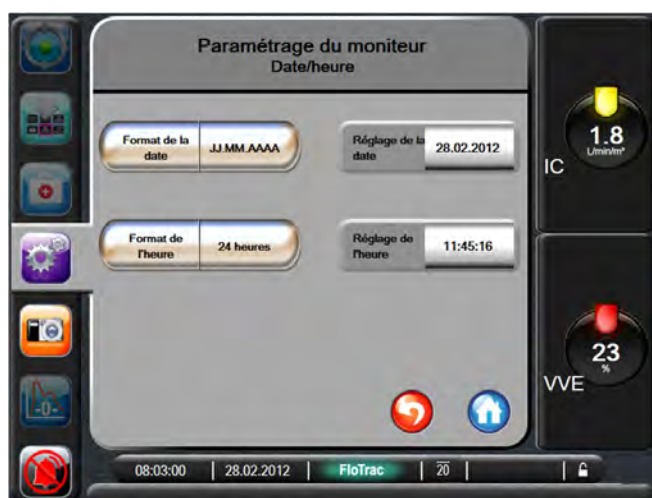 Paramétrage du moniteur
Date/heure
Format de la
date
JJ.MM.AAAA
Réglage de la
date
28.02.2012
Format de
l'heure
24 heures
Réglage de
l'heure
11:45:16
1.8
L/min/m²
IC
23
%
VVE
-0-
08:03:00
28.02.2012
FloTrac
20